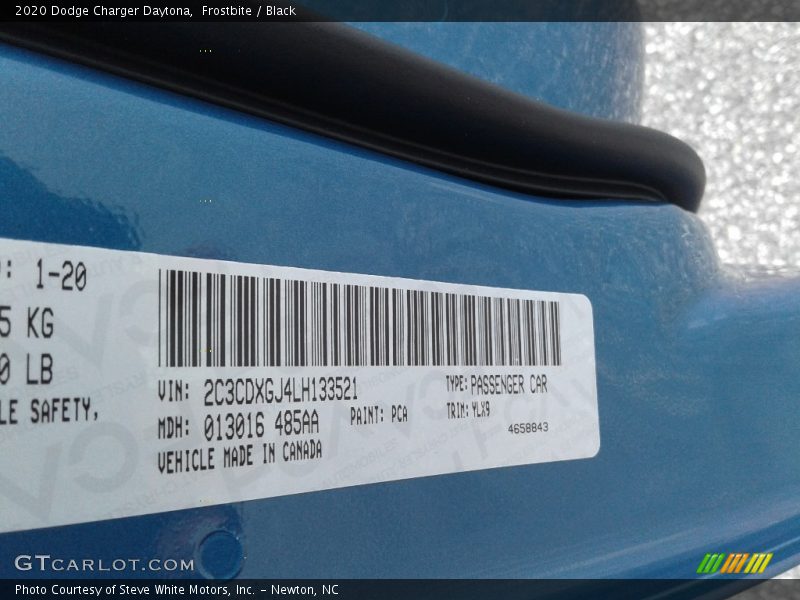 2020 Dodge Charger Daytona, Frostbite / Black
: 1-20
5 KG
0 LB
LE SAFETY.
VIN: 2C3CDXGJ4LH133521
TYPE: PASSENGER CAR
MDH: 013016 485AA
PAINT: PCA
TRIM: YLX9
VEHICLE MADE IN CANADA
4658843
GTCARLOT.COM
Photo Courtesy of Steve White Motors, Inc. – Newton, NC